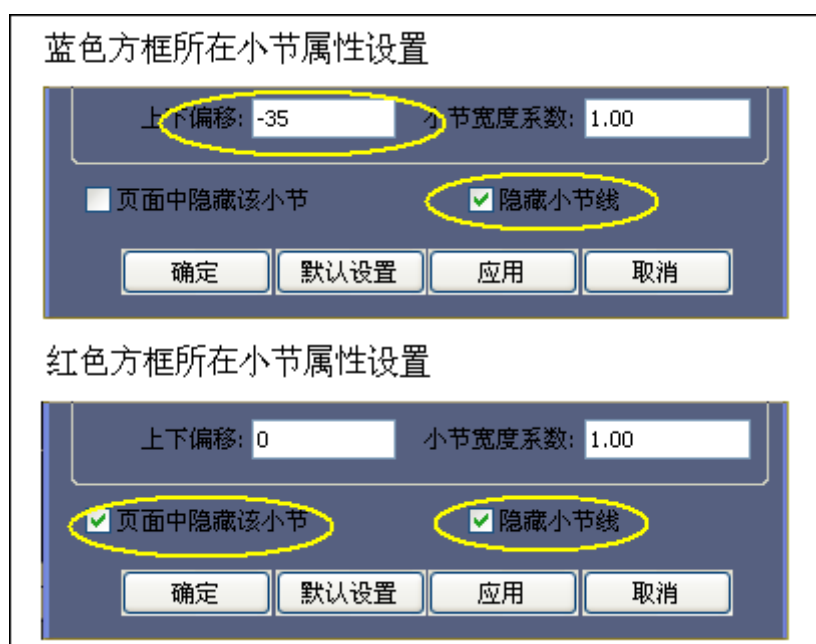 蓝色方框所在小节属性设置
上下偏移: -35 小节宽度系数: 1.00
页面中隐藏该小节 隐藏小节线
确定 默认设置 应用 取消
红色方框所在小节属性设置
上下偏移: 0 小节宽度系数: 1.00
页面中隐藏该小节 隐藏小节线
确定 默认设置 应用 取消